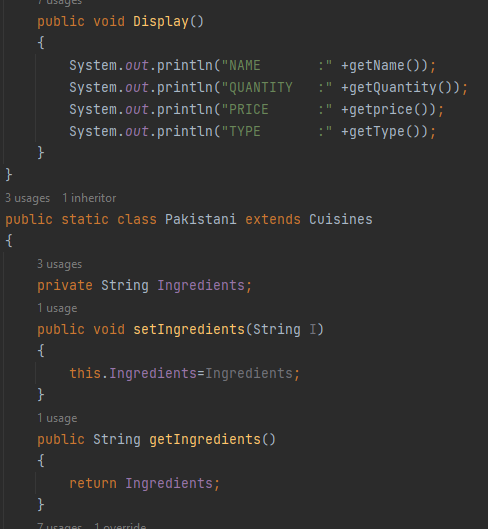 7 usages
public void Display()
{
System.out.println("NAME       :" +getName());
System.out.println("QUANTITY   :" +getQuantity());
System.out.println("PRICE      :" +getprice());
System.out.println("TYPE       :" +getType());
}
}
3 usages   1 inheritor
public static class Pakistani extends Cuisines
{
3 usages
private String Ingredients;
1 usage
public void setIngredients(String I)
{
this.Ingredients=Ingredients;
}
1 usage
public String getIngredients()
{
return Ingredients;
}
7 usages   1 override